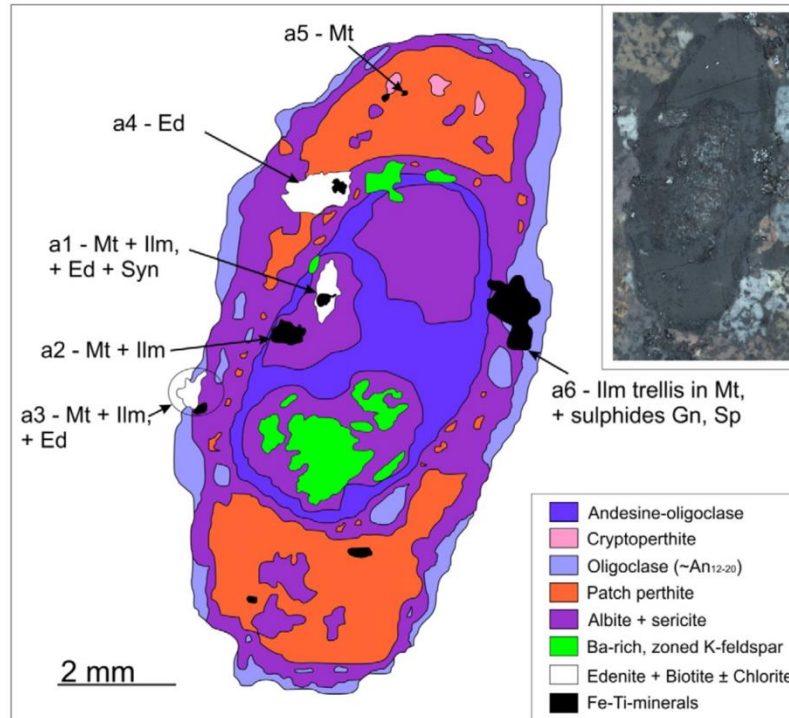 a5 - Mt
a4 - Ed
a1 - Mt + Ilm,
+ Ed + Syn
a2 - Mt + Ilm
a3 - Mt + Ilm,
+ Ed
a6 - Ilm trellis in Mt,
+ sulphides Gn, Sp
2 mm
Andesine-oligoclase
Cryptoperthite
Oligoclase (~An₁₂₋₂₀)
Patch perthite
Albite + sericite
Ba-rich, zoned K-feldspar
Edenite + Biotite ± Chlorite
Fe-Ti-minerals